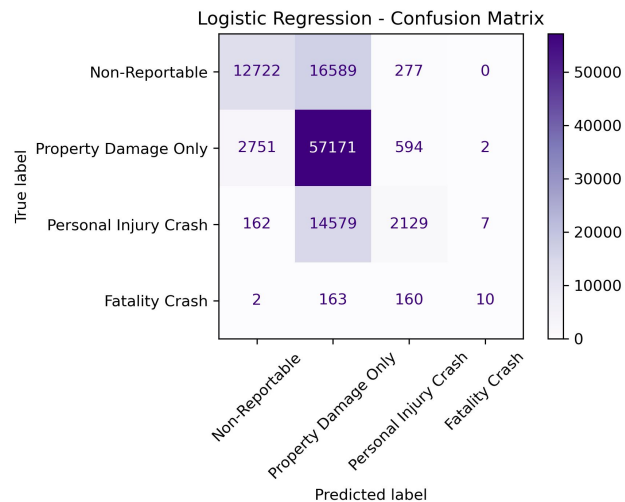 Logistic Regression - Confusion Matrix
Non-Reportable 12722 16589 277 0
Property Damage Only 2751 57171 594 2
Personal Injury Crash 162 14579 2129 7
Fatality Crash 2 163 160 10
True label
Non-Reportable Property Damage Only Personal Injury Crash Fatality Crash
Predicted label
50000
40000
30000
20000
10000
0